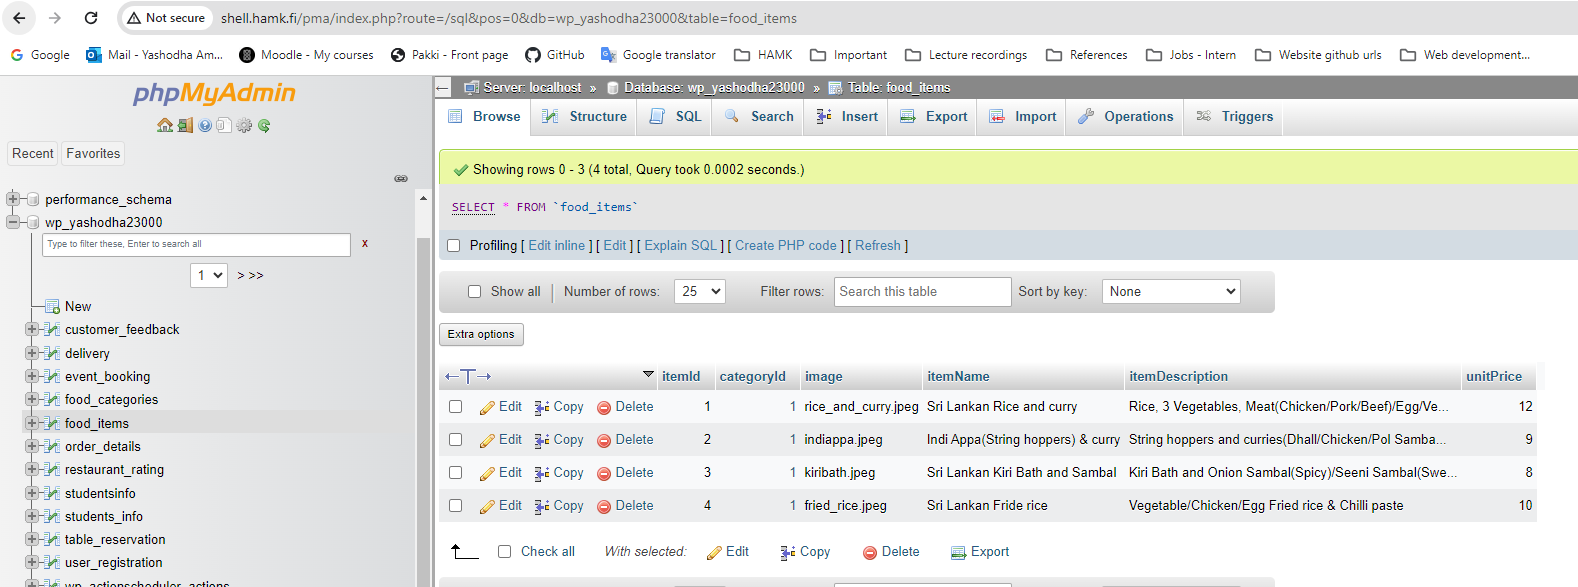 Not secure shell.hamk.fi/pma/index.php?route=/sql&pos=0&db=wp_yashodha23000&table=food_items
Google Mail - Yashodha Am... Moodle - My courses Pakki - Front page GitHub Google translator HAMK Important Lecture recordings References Jobs - Intern Website github urls Web development...
phpMyAdmin
Recent Favorites
performance_schema
wp_yashodha23000
Type to filter these, Enter to search all x
1 > >>
New
customer_feedback
delivery
event_booking
food_categories
food_items
order_details
restaurant_rating
studentsinfo
students_info
table_reservation
user_registration
wp_actionscheduler_actions
Server: localhost » Database: wp_yashodha23000 » Table: food_items
Browse Structure SQL Search Insert Export Import Operations Triggers
Showing rows 0 - 3 (4 total, Query took 0.0002 seconds.)
SELECT * FROM `food_items`
Profiling [ Edit inline ] [ Edit ] [ Explain SQL ] [ Create PHP code ] [ Refresh ]
Show all Number of rows: 25 Filter rows: Search this table Sort by key: None
Extra options
itemId categoryId image itemName itemDescription unitPrice
Edit Copy Delete 1 1 rice_and_curry.jpeg Sri Lankan Rice and curry Rice, 3 Vegetables, Meat(Chicken/Pork/Beef)/Egg/Ve... 12
Edit Copy Delete 2 1 indiappa.jpeg Indi Appa(String hoppers) & curry String hoppers and curries(Dhall/Chicken/Pol Samba... 9
Edit Copy Delete 3 1 kiribath.jpeg Sri Lankan Kiri Bath and Sambal Kiri Bath and Onion Sambal(Spicy)/Seeni Sambal(Swe... 8
Edit Copy Delete 4 1 fried_rice.jpeg Sri Lankan Fride rice Vegetable/Chicken/Egg Fried rice & Chilli paste 10
Check all With selected: Edit Copy Delete Export